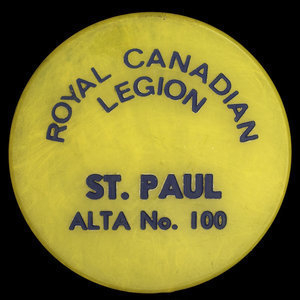 ROYAL CANADIAN
LEGION
ST. PAUL
ALTA No. 100